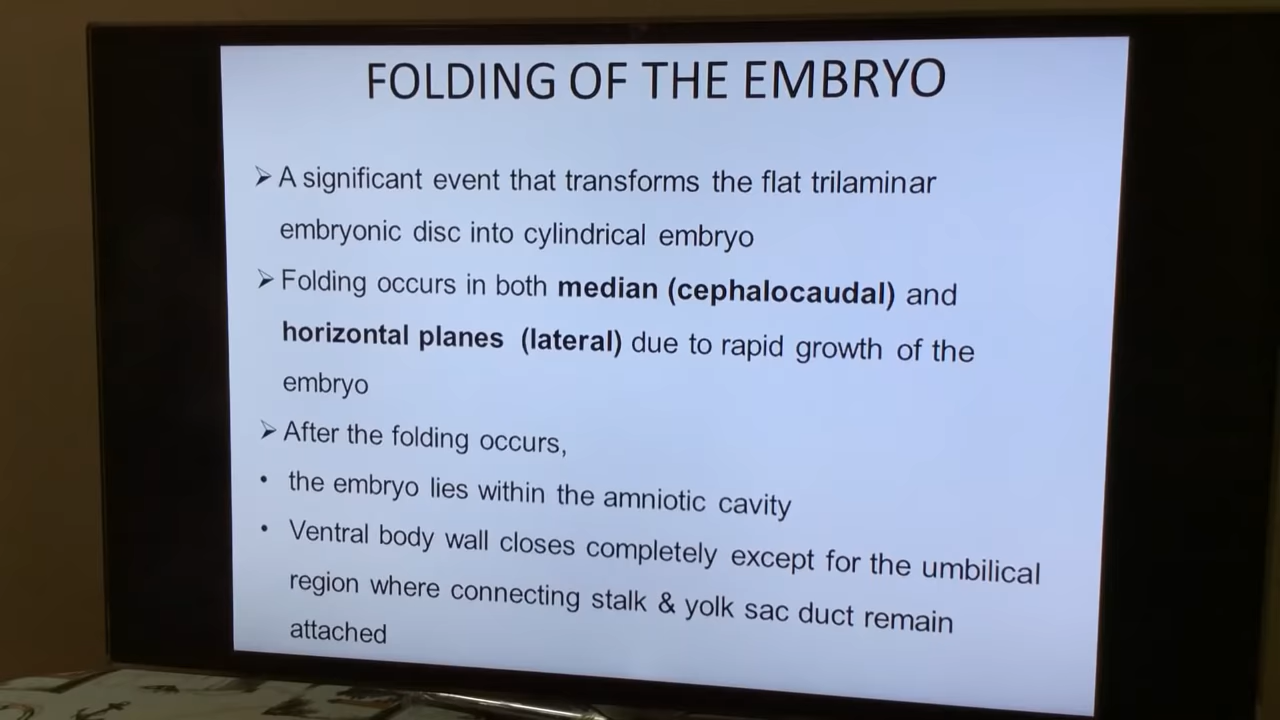 FOLDING OF THE EMBRYO
➢ A significant event that transforms the flat trilaminar
embryonic disc into cylindrical embryo
➢ Folding occurs in both median (cephalocaudal) and
horizontal planes (lateral) due to rapid growth of the
embryo
➢ After the folding occurs,
• the embryo lies within the amniotic cavity
• Ventral body wall closes completely except for the umbilical
region where connecting stalk & yolk sac duct remain
attached